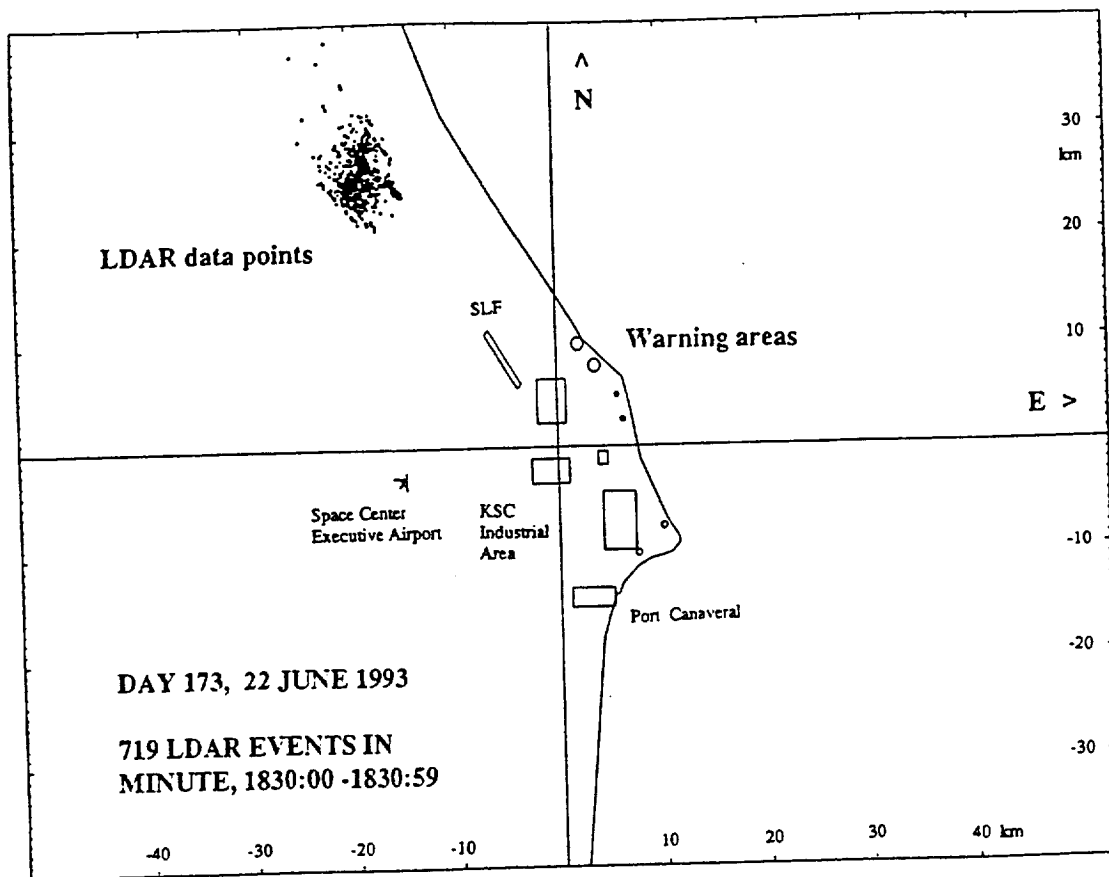 ^
N
30
km
20
LDAR data points
SLF
10
Warning areas
E >
Space Center
Executive Airport
KSC
Industrial
Area
-10
Port Canaveral
-20
DAY 173, 22 JUNE 1993
719 LDAR EVENTS IN
MINUTE, 1830:00 -1830:59
-30
-40 -30 -20 -10 10 20 30 40 km